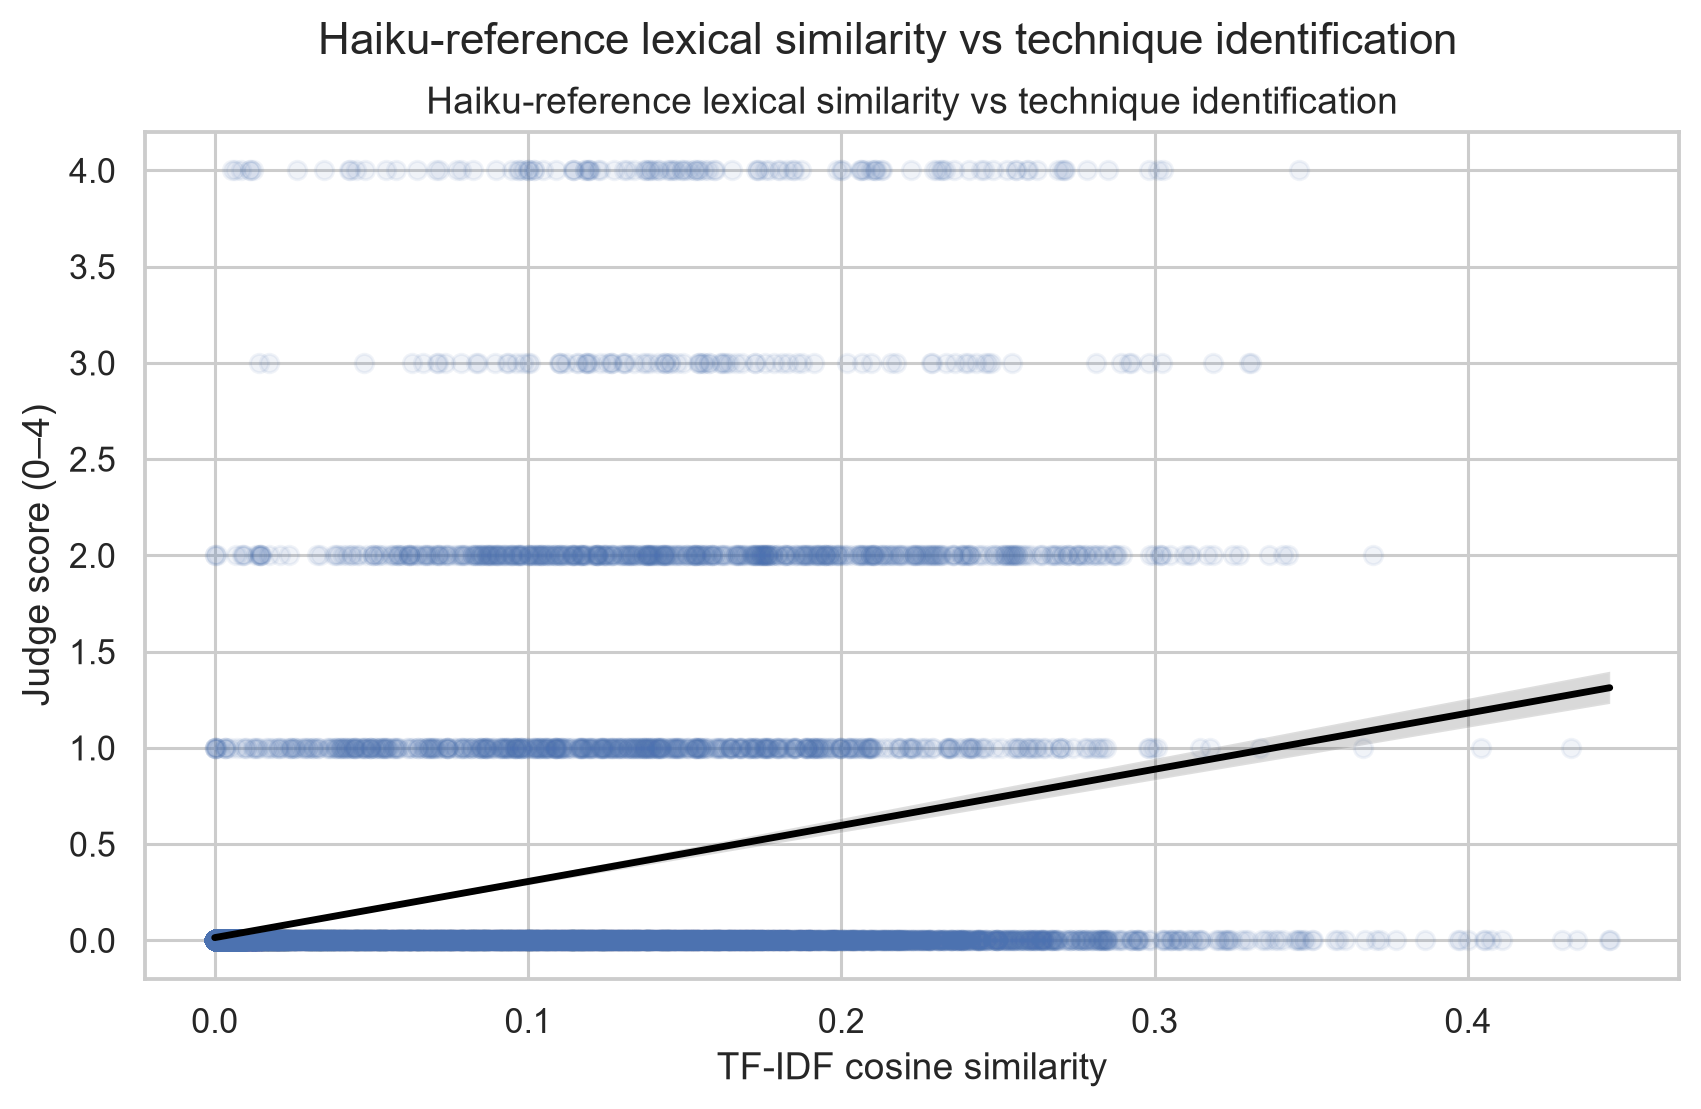 Haiku-reference lexical similarity vs technique identification
Haiku-reference lexical similarity vs technique identification
4.0
3.5
3.0
2.5
2.0
1.5
1.0
0.5
0.0
Judge score (0–4)
0.0 0.1 0.2 0.3 0.4
TF-IDF cosine similarity